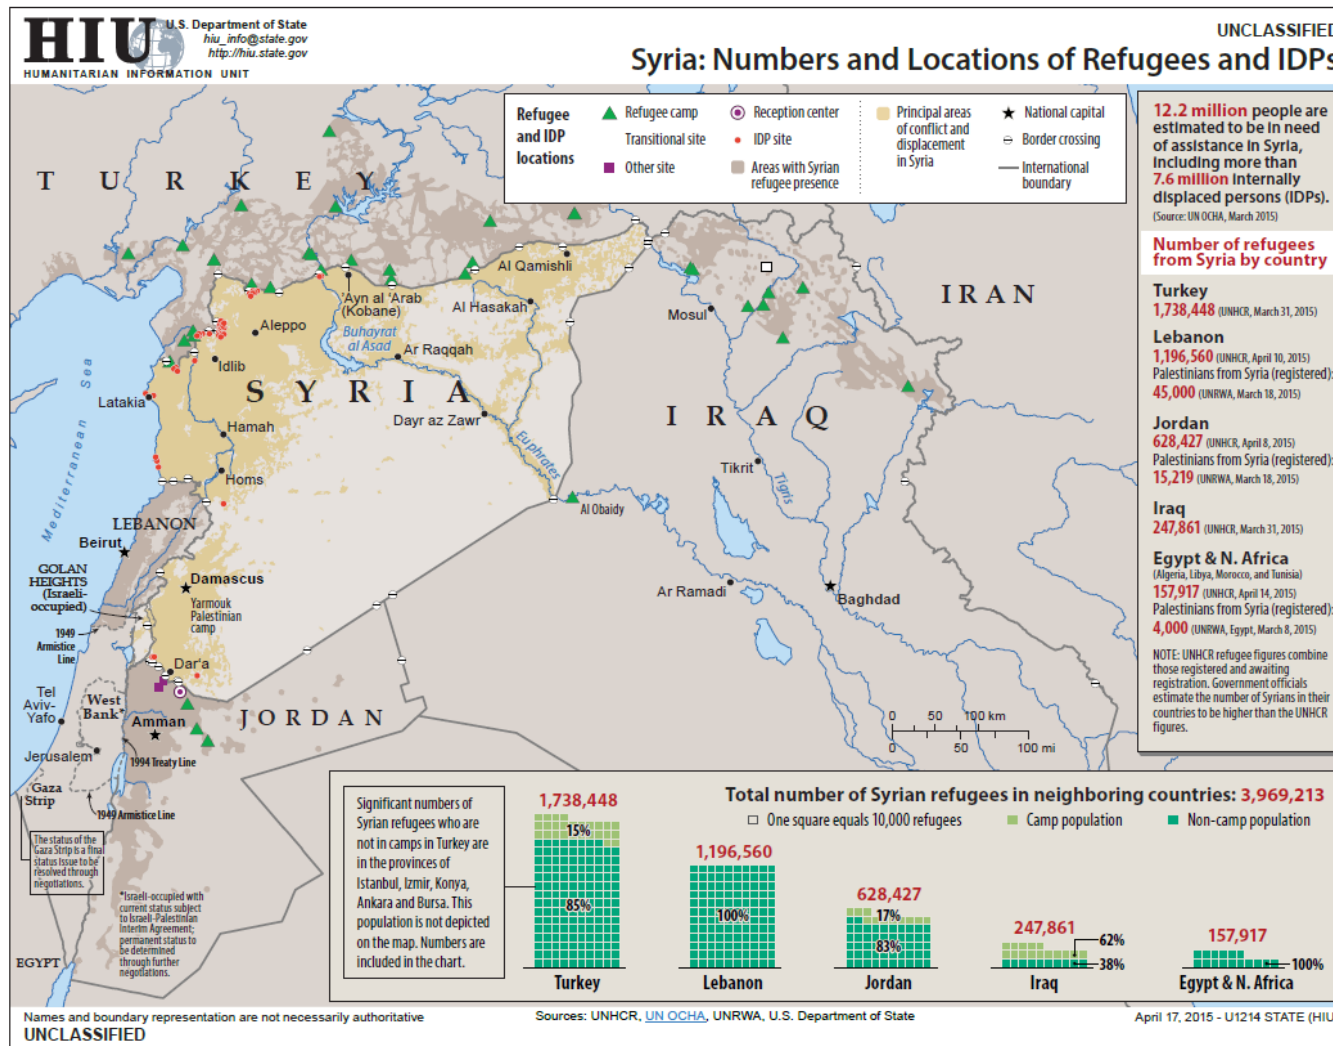 HIU
U.S. Department of State
hiu_info@state.gov
http://hiu.state.gov
HUMANITARIAN INFORMATION UNIT
UNCLASSIFIED
Syria: Numbers and Locations of Refugees and IDPs
Refugee and IDP locations
Refugee camp
Transitional site
Other site
Reception center
IDP site
Areas with Syrian
refugee presence
Principal areas
of conflict and
displacement
in Syria
National capital
Border crossing
International
boundary
12.2 million people are
estimated to be in need
of assistance in Syria,
including more than
7.6 million internally
displaced persons (IDPs).
(Source: UN OCHA, March 2015)
Number of refugees
from Syria by country
Turkey
1,738,448 (UNHCR, March 31, 2015)
Lebanon
1,196,560 (UNHCR, April 10, 2015)
Palestinians from Syria (registered):
45,000 (UNRWA, March 18, 2015)
Jordan
628,427 (UNHCR, April 8, 2015)
Palestinians from Syria (registered):
15,219 (UNRWA, March 18, 2015)
Iraq
247,861 (UNHCR, March 31, 2015)
Egypt & N. Africa
(Algeria, Libya, Morocco, and Tunisia)
157,917 (UNHCR, April 14, 2015)
Palestinians from Syria (registered):
4,000 (UNRWA, Egypt, March 8, 2015)
NOTE: UNHCR refugee figures combine
those registered and awaiting
registration. Government officials
estimate the number of Syrians in their
countries to be higher than the UNHCR
figures.
TURKEY
Al Qamishli
'Ayn al 'Arab
(Kobane)
Al Hasakah
Aleppo
Buhayrat
al Asad
Ar Raqqah
Idlib
SYRIA
Latakia
Hamah
Dayr az Zawr
Euphrates
Homs
Mediterranean Sea
LEBANON
Beirut
GOLAN
HEIGHTS
(Israeli-
occupied)
Damascus
Yarmouk
Palestinian
camp
1949
Armistice
Line
Dar'a
Tel
Aviv-
Yafo
West
Bank*
Amman
JORDAN
Jerusalem
1994 Treaty Line
Gaza
Strip
1949 Armistice Line
The status of the
Gaza Strip is a final
status issue to be
resolved through
negotiations.
*Israeli-occupied with
current status subject
to Israeli-Palestinian
Interim Agreement;
permanent status to
be determined
through further
negotiations.
EGYPT
Mosul
IRAN
IRAQ
Tikrit
Tigris
Al Obaidy
Ar Ramadi
Baghdad
0 50 100 km
0 50 100 mi
Significant numbers of
Syrian refugees who are
not in camps in Turkey are
in the provinces of
Istanbul, Izmir, Konya,
Ankara and Bursa. This
population is not depicted
on the map. Numbers are
included in the chart.
Total number of Syrian refugees in neighboring countries: 3,969,213
One square equals 10,000 refugees
Camp population
Non-camp population
1,738,448
15%
85%
Turkey
1,196,560
100%
Lebanon
628,427
17%
83%
Jordan
247,861
62%
38%
Iraq
157,917
100%
Egypt & N. Africa
Names and boundary representation are not necessarily authoritative
UNCLASSIFIED
Sources: UNHCR, UN OCHA, UNRWA, U.S. Department of State
April 17, 2015 - U1214 STATE (HIU